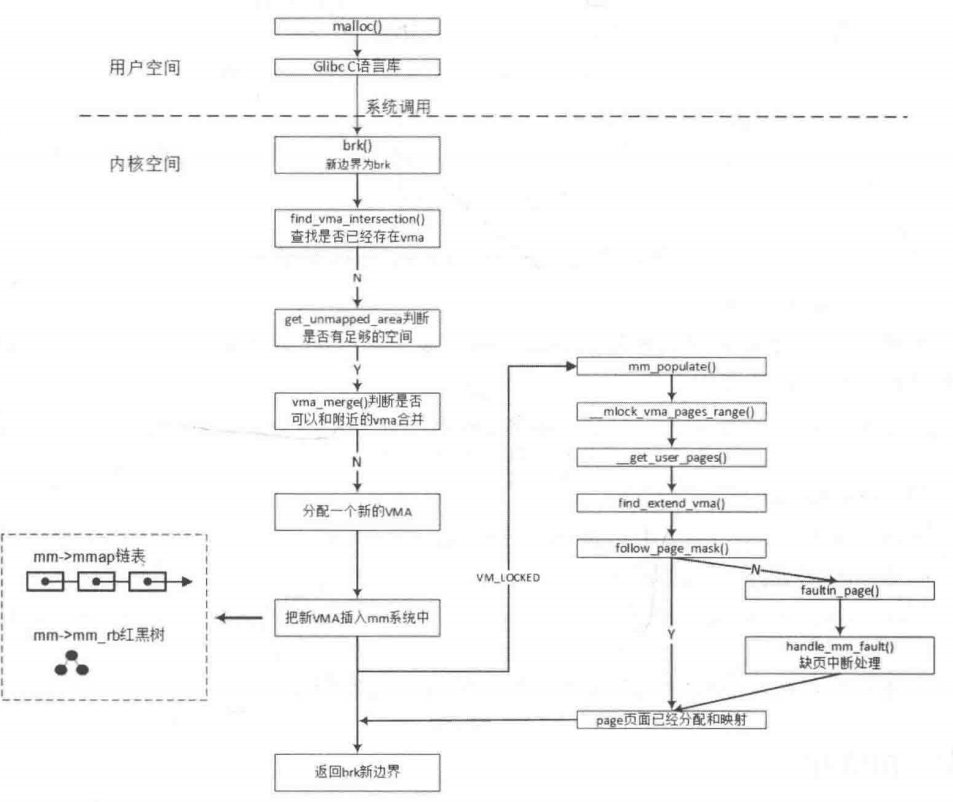 malloc()
用户空间
Glibc C语言库
系统调用
内核空间
brk()
新边界为brk
find_vma_intersection()
查找是否已经存在vma
N
get_unmapped_area判断
是否有足够的空间
Y
vma_merge()判断是否
可以和附近的vma合并
N
分配一个新的VMA
把新VMA插入mm系统中
mm->mmap链表
mm->mm_rb红黑树
VM_LOCKED
mm_populate()
__mlock_vma_pages_range()
__get_user_pages()
find_extend_vma()
follow_page_mask()
N
faultin_page()
Y
handle_mm_fault()
缺页中断处理
page页面已经分配和映射
返回brk新边界